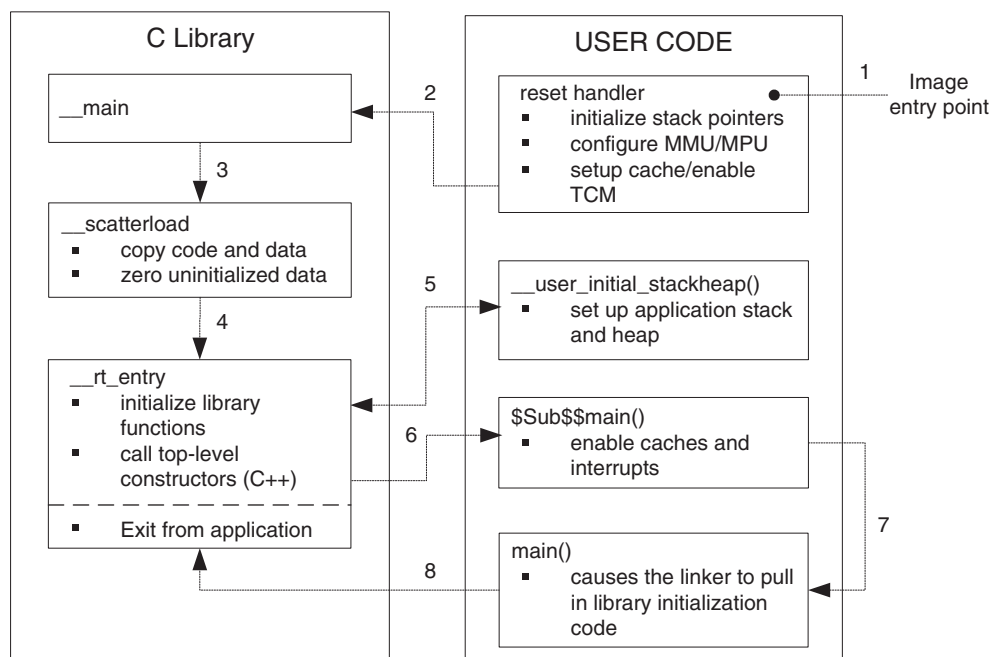 C Library
__main
3
__scatterload
▪ copy code and data
▪ zero uninitialized data
4
__rt_entry
▪ initialize library
functions
▪ call top-level
constructors (C++)
▪ Exit from application
2
5
6
8
USER CODE
reset handler
▪ initialize stack pointers
▪ configure MMU/MPU
▪ setup cache/enable
TCM
__user_initial_stackheap()
▪ set up application stack
and heap
$Sub$$main()
▪ enable caches and
interrupts
main()
▪ causes the linker to pull
in library initialization
code
1
Image
entry point
7